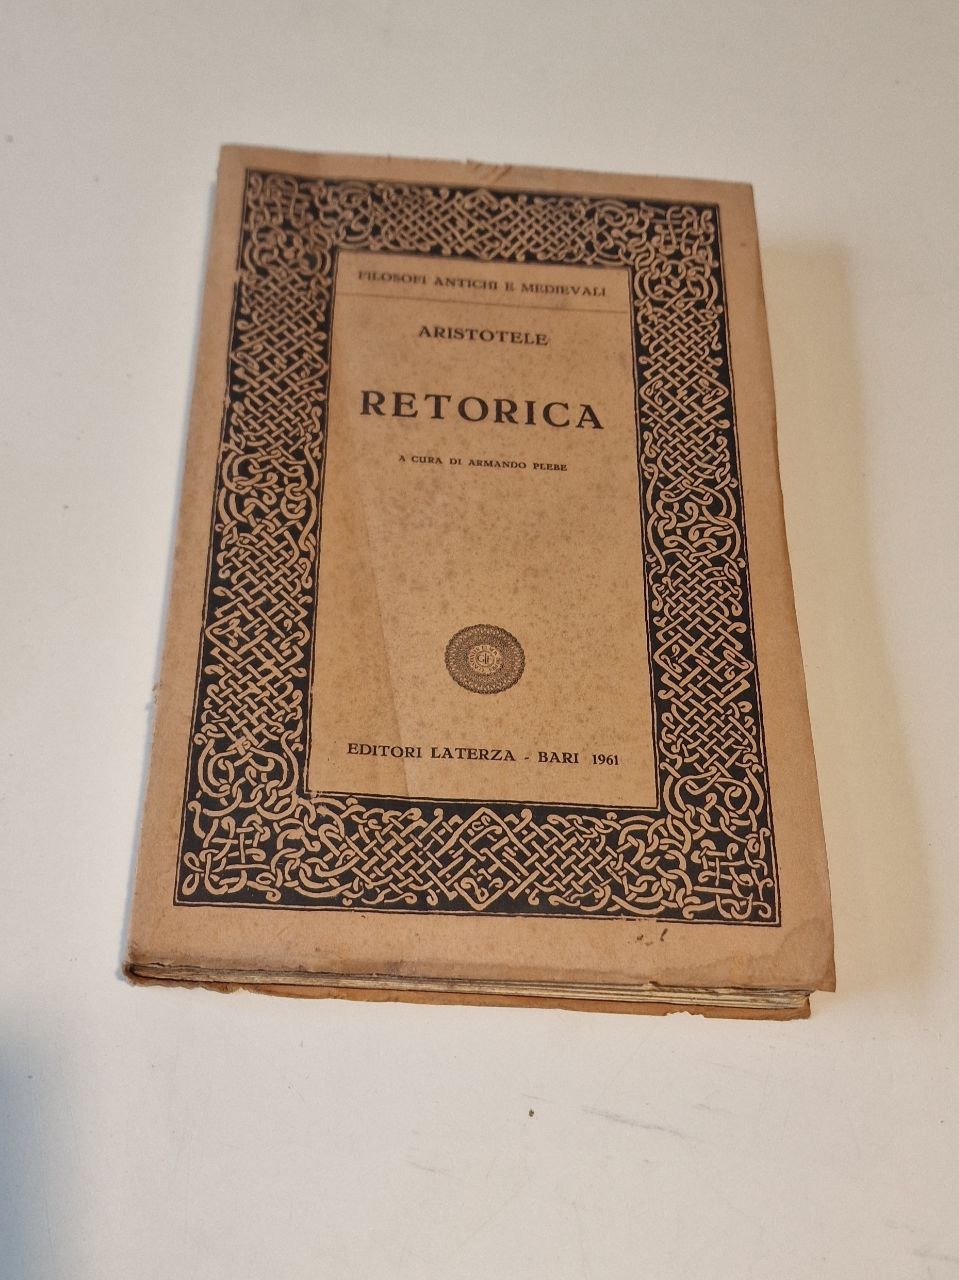 FILOSOFI ANTICHI E MEDIEVALI
ARISTOTELE
RETORICA
A CURA DI ARMANDO PLEBE
EDITORI LATERZA - BARI 1961